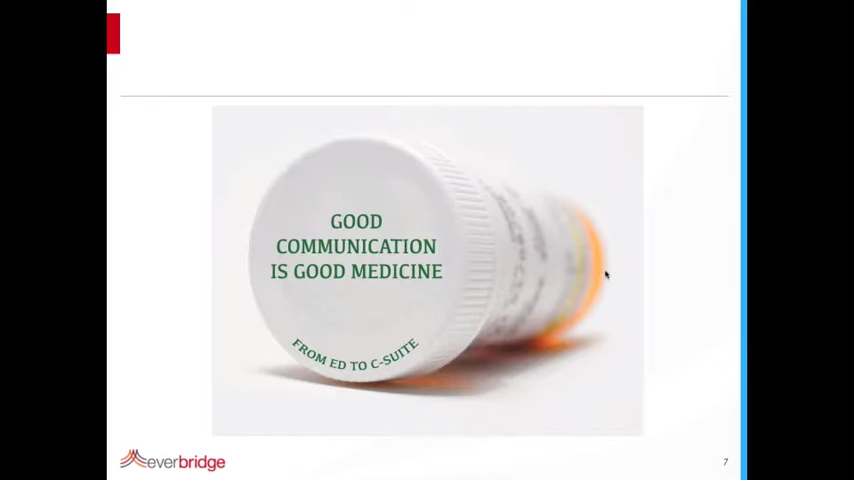 GOOD
COMMUNICATION
IS GOOD MEDICINE
FROM ED TO C-SUITE
everbridge
7